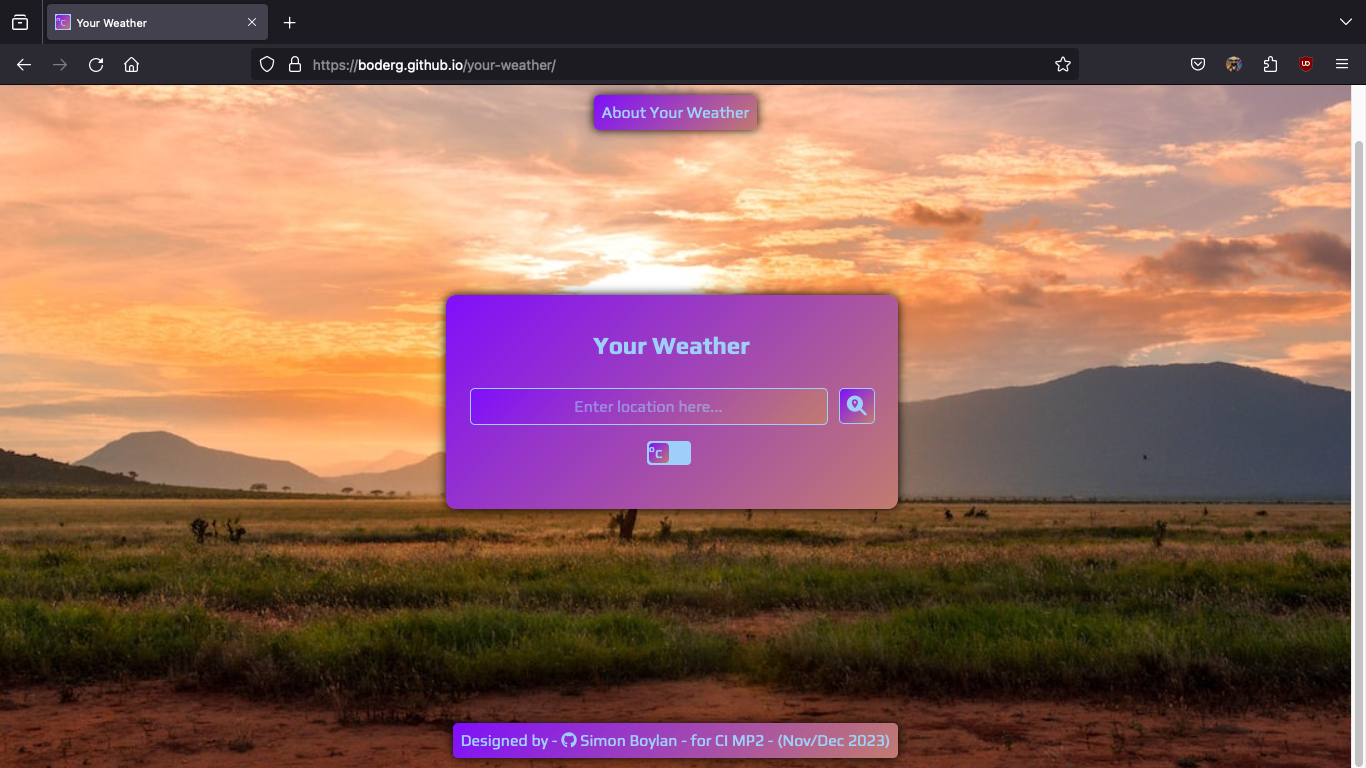 Your Weather
https://boderg.github.io/your-weather/
About Your Weather
Your Weather
Enter location here...
°C
Designed by - Simon Boylan - for CI MP2 - (Nov/Dec 2023)